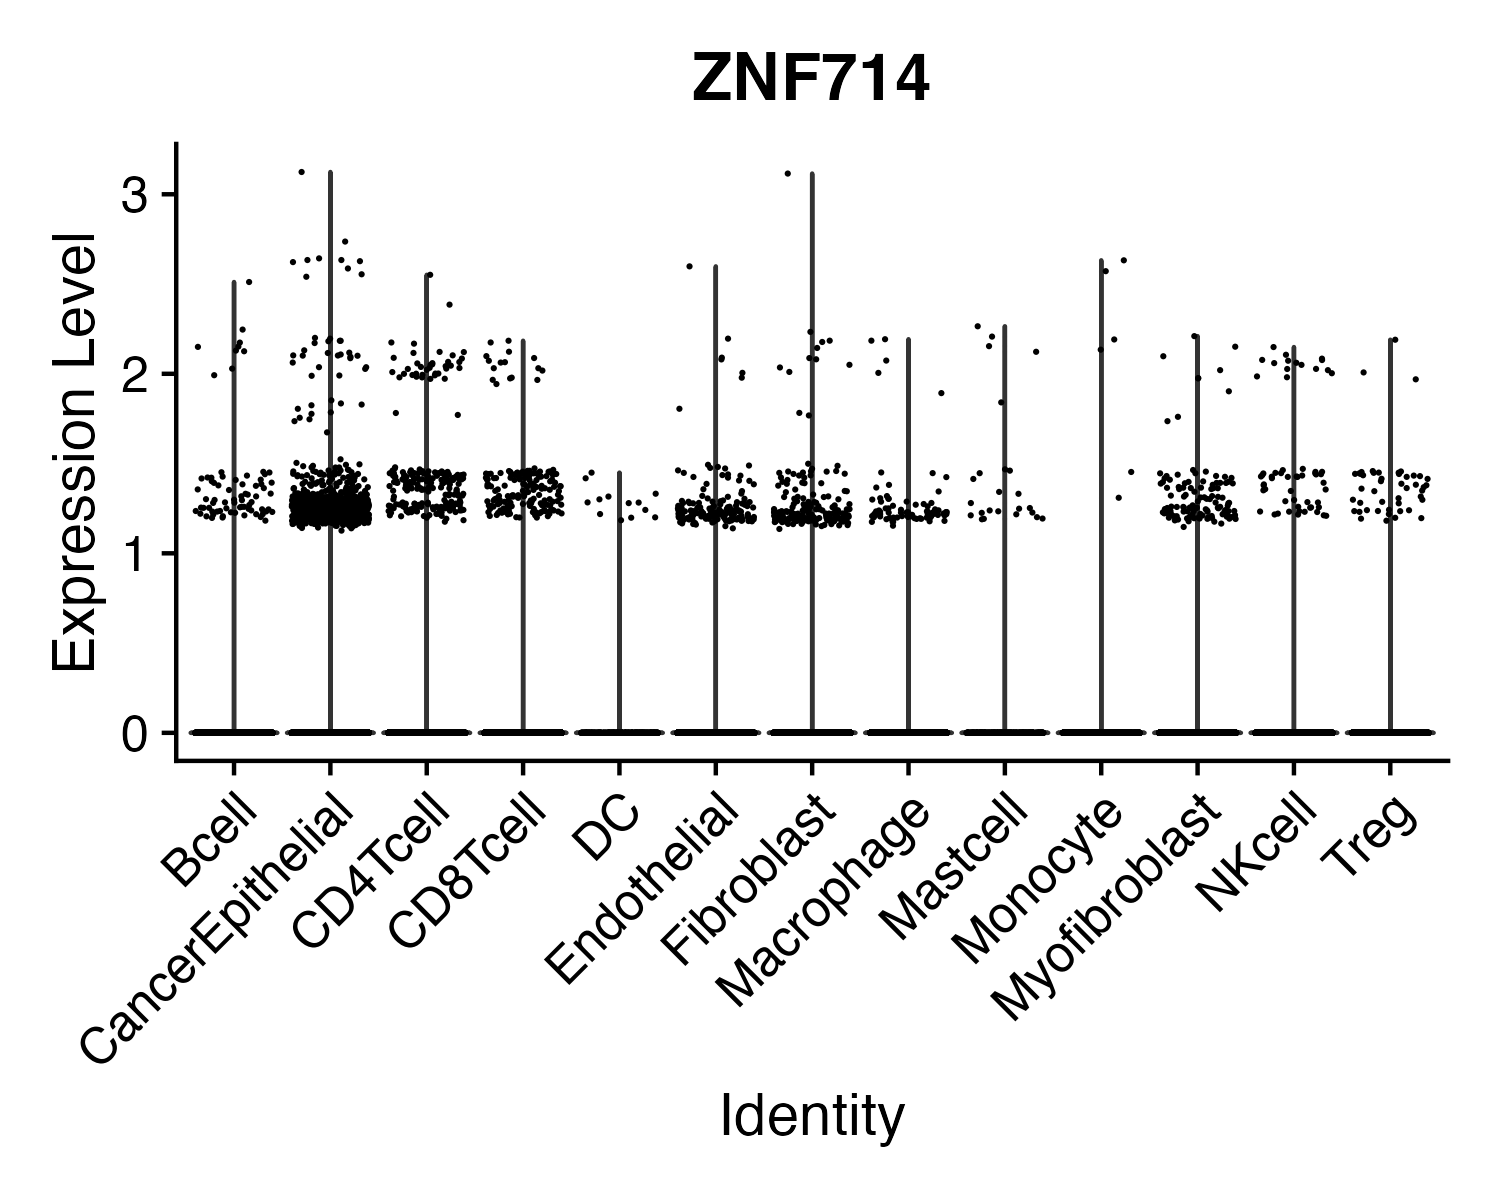 ZNF714
Expression Level
3
2
1
0
Bcell
CancerEpithelial
CD4Tcell
CD8Tcell
DC
Endothelial
Fibroblast
Macrophage
Mastcell
Monocyte
Myofibroblast
NKcell
Treg
Identity